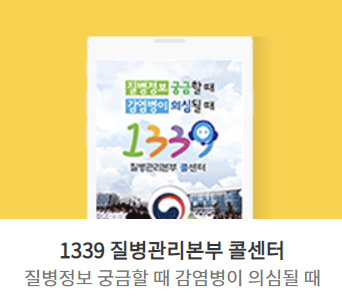 질병정보 궁금할 때
감염병이 의심될 때
1339
질병관리본부 콜센터
1339 질병관리본부 콜센터
질병정보 궁금할 때 감염병이 의심될 때